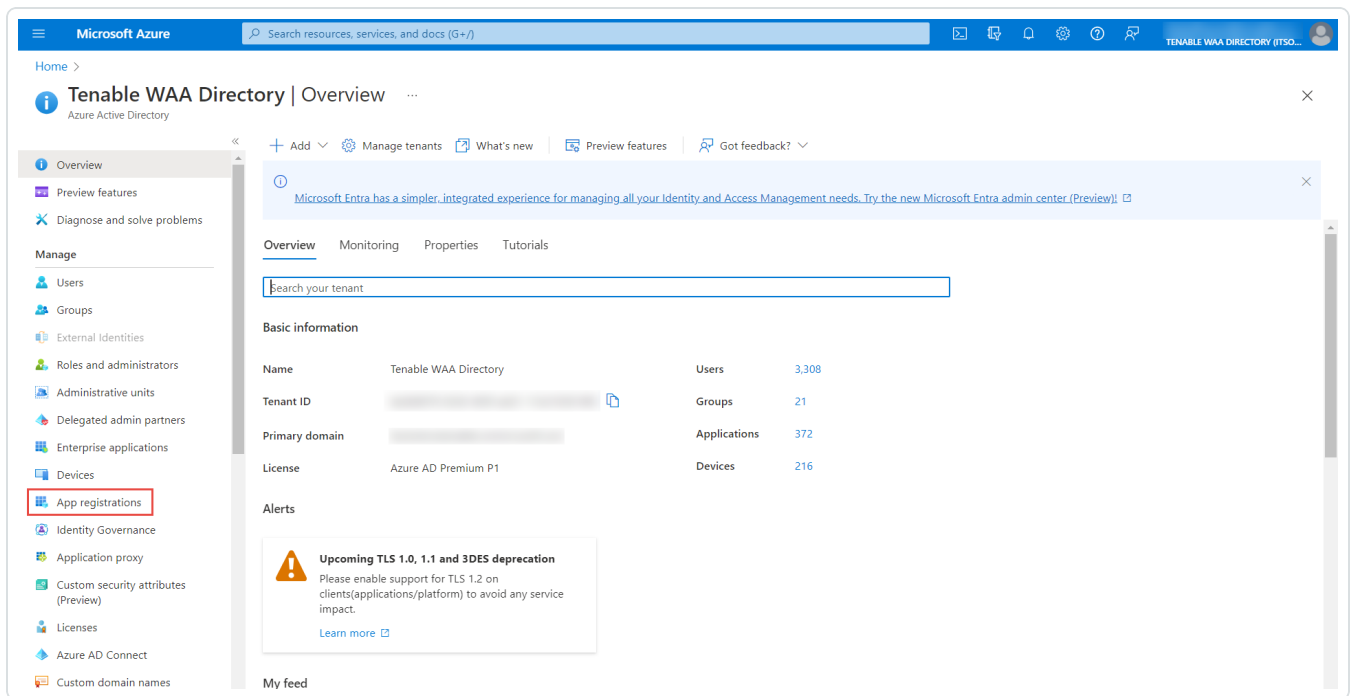 Microsoft Azure
Search resources, services, and docs (G+/)
TENABLE WAA DIRECTORY (ITSO...
Home >
Tenable WAA Directory | Overview ...
Azure Active Directory
Overview
Preview features
Diagnose and solve problems
Manage
Users
Groups
External Identities
Roles and administrators
Administrative units
Delegated admin partners
Enterprise applications
Devices
App registrations
Identity Governance
Application proxy
Custom security attributes
(Preview)
Licenses
Azure AD Connect
Custom domain names
Add
Manage tenants
What's new
Preview features
Got feedback?
Microsoft Entra has a simpler, integrated experience for managing all your Identity and Access Management needs. Try the new Microsoft Entra admin center (Preview)!
Overview Monitoring Properties Tutorials
Search your tenant
Basic information
Name Tenable WAA Directory Users 3,308
Tenant ID Groups 21
Primary domain Applications 372
License Azure AD Premium P1 Devices 216
Alerts
Upcoming TLS 1.0, 1.1 and 3DES deprecation
Please enable support for TLS 1.2 on
clients(applications/platform) to avoid any service
impact.
Learn more
My feed